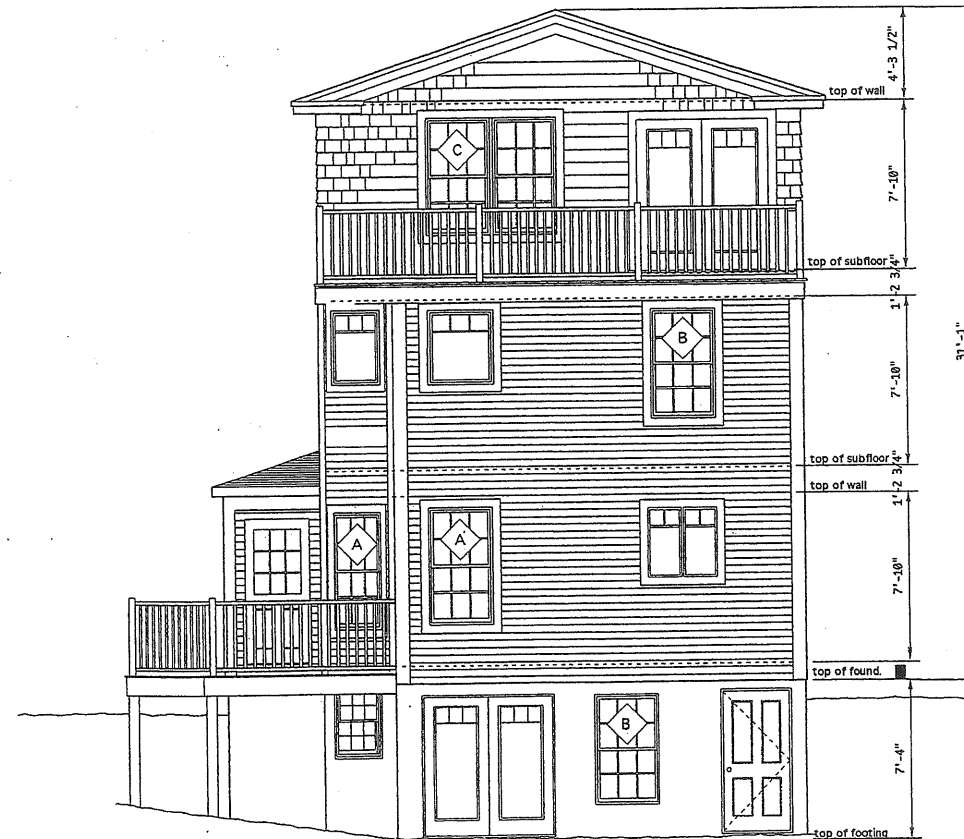 4'-3 1/2"
top of wall
C
7'-10"
top of subfloor
1'-2 3/4"
B
7'-10"
31'-1"
top of subfloor
1'-2 3/4"
top of wall
A
A
7'-10"
top of found.
B
7'-4"
top of footing